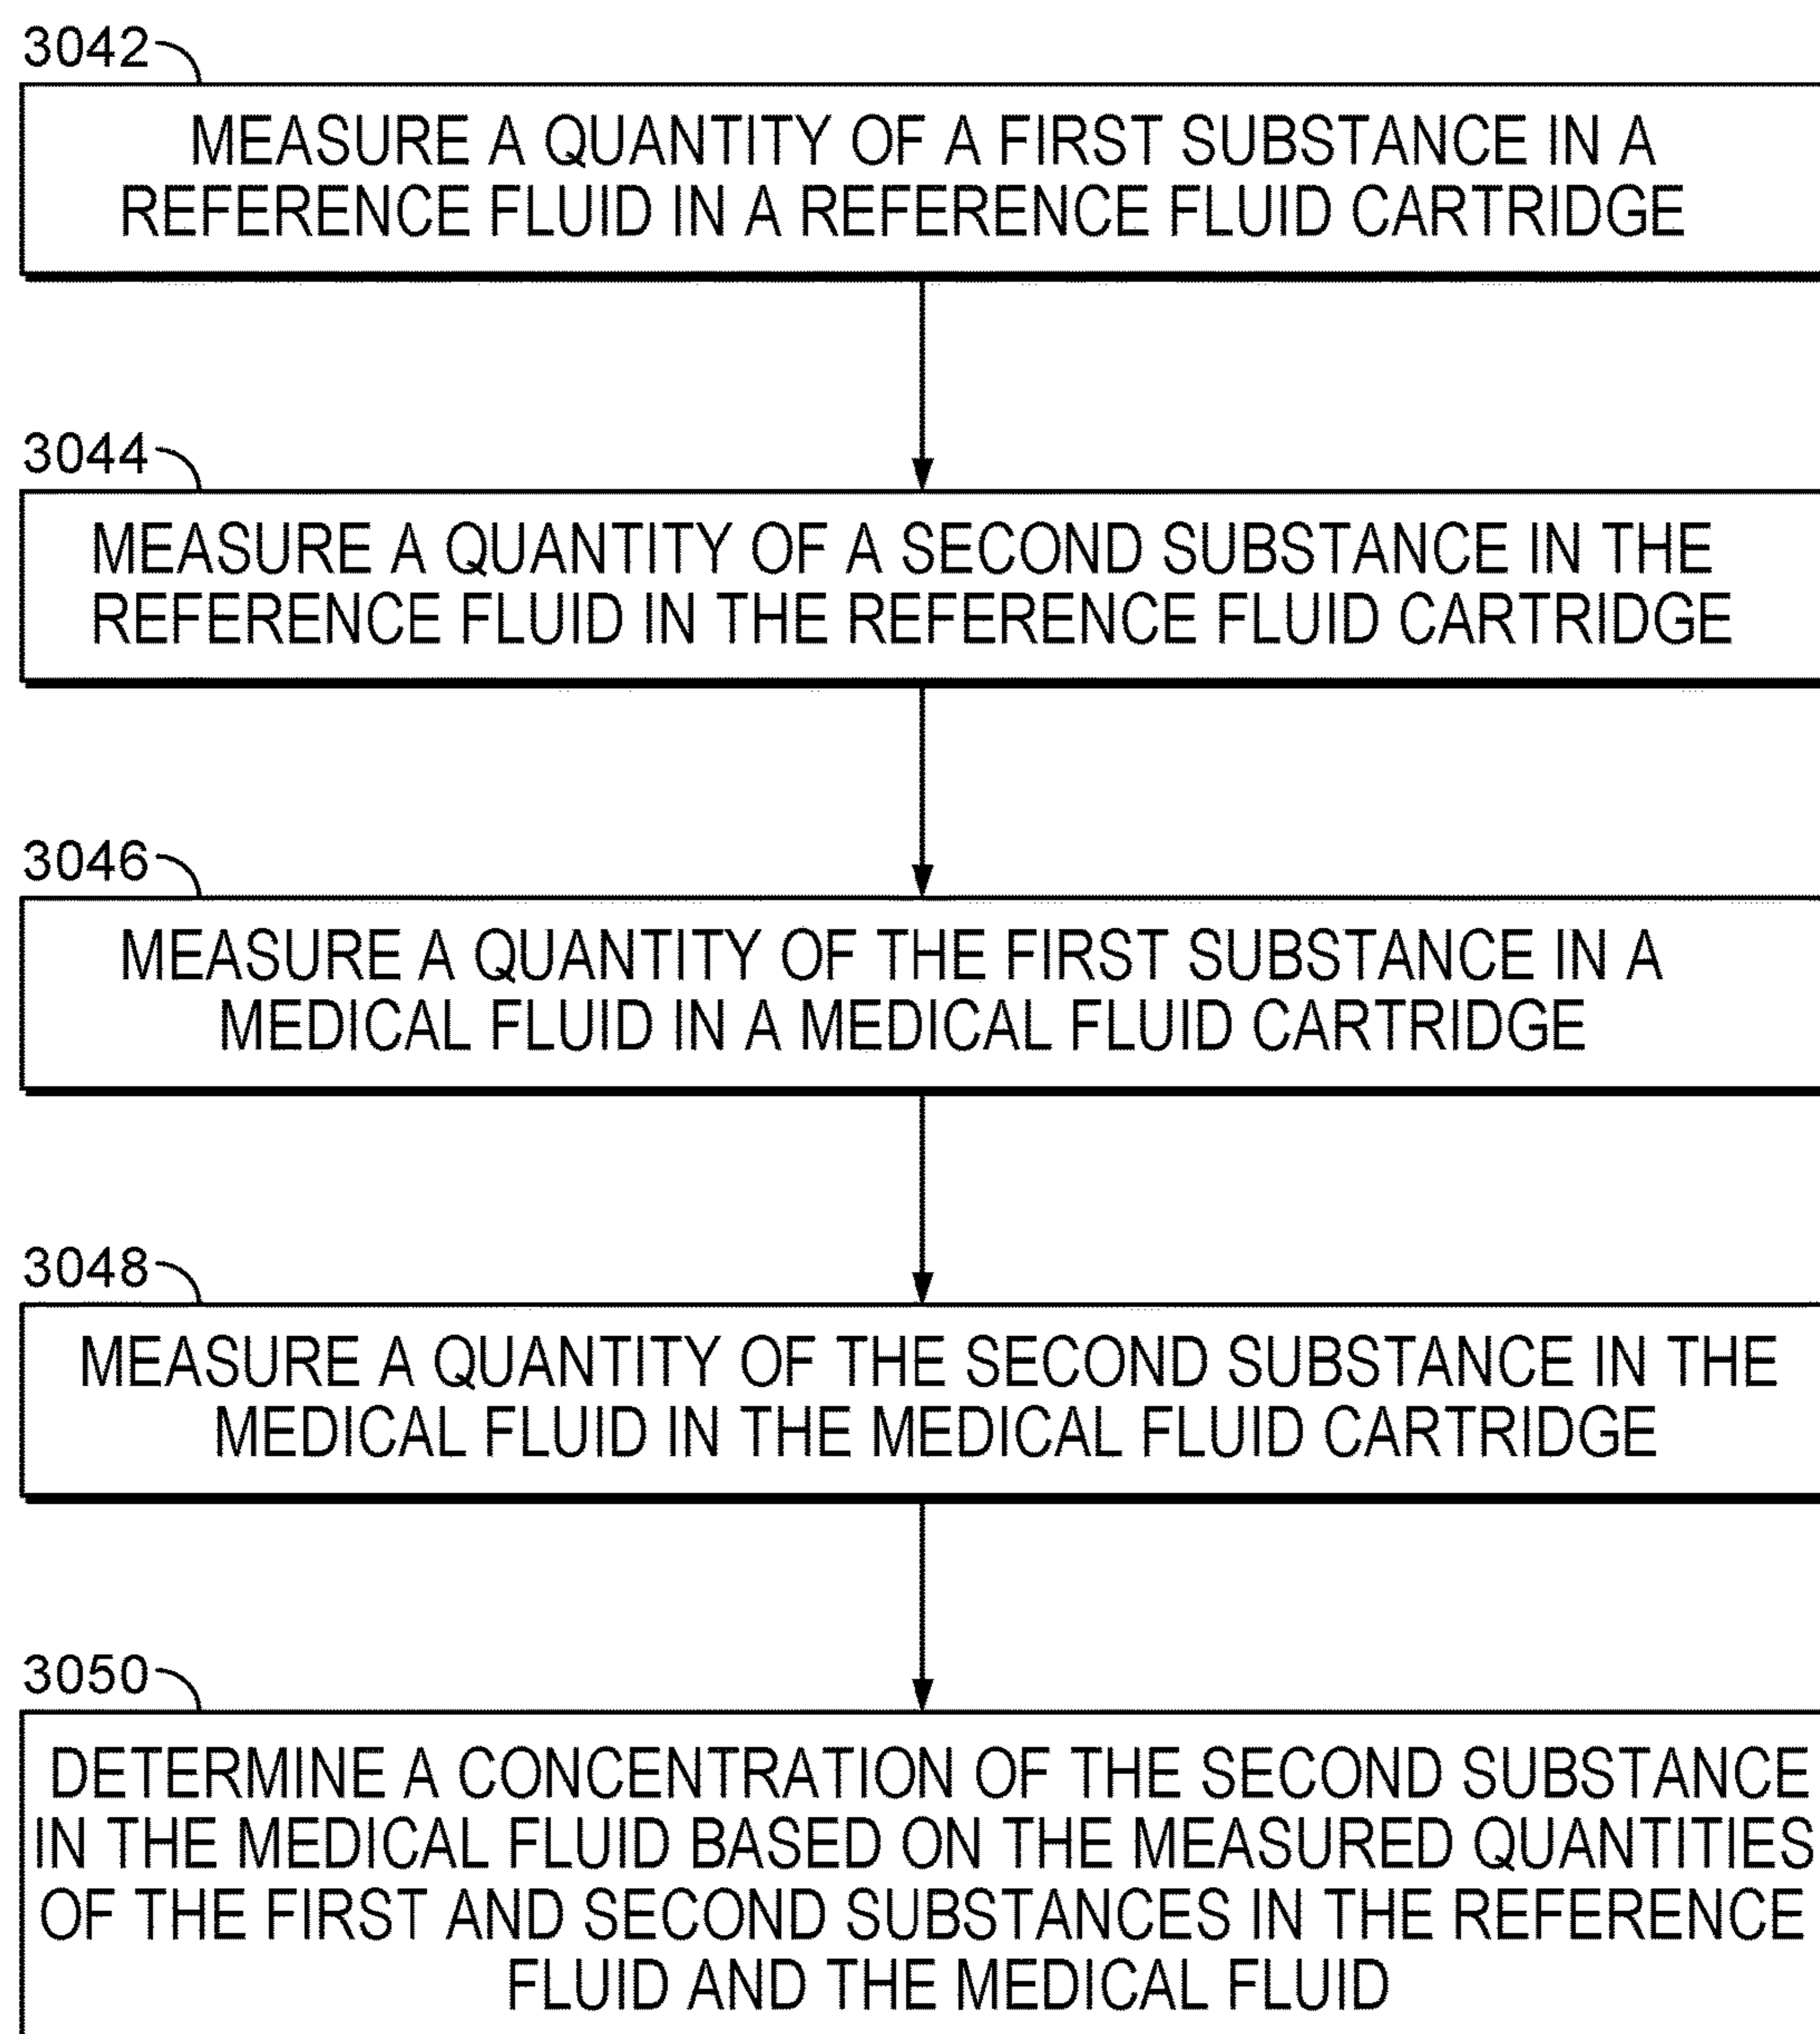 3042
MEASURE A QUANTITY OF A FIRST SUBSTANCE IN A
REFERENCE FLUID IN A REFERENCE FLUID CARTRIDGE
3044
MEASURE A QUANTITY OF A SECOND SUBSTANCE IN THE
REFERENCE FLUID IN THE REFERENCE FLUID CARTRIDGE
3046
MEASURE A QUANTITY OF THE FIRST SUBSTANCE IN A
MEDICAL FLUID IN A MEDICAL FLUID CARTRIDGE
3048
MEASURE A QUANTITY OF THE SECOND SUBSTANCE IN THE
MEDICAL FLUID IN THE MEDICAL FLUID CARTRIDGE
3050
DETERMINE A CONCENTRATION OF THE SECOND SUBSTANCE
IN THE MEDICAL FLUID BASED ON THE MEASURED QUANTITIES
OF THE FIRST AND SECOND SUBSTANCES IN THE REFERENCE
FLUID AND THE MEDICAL FLUID